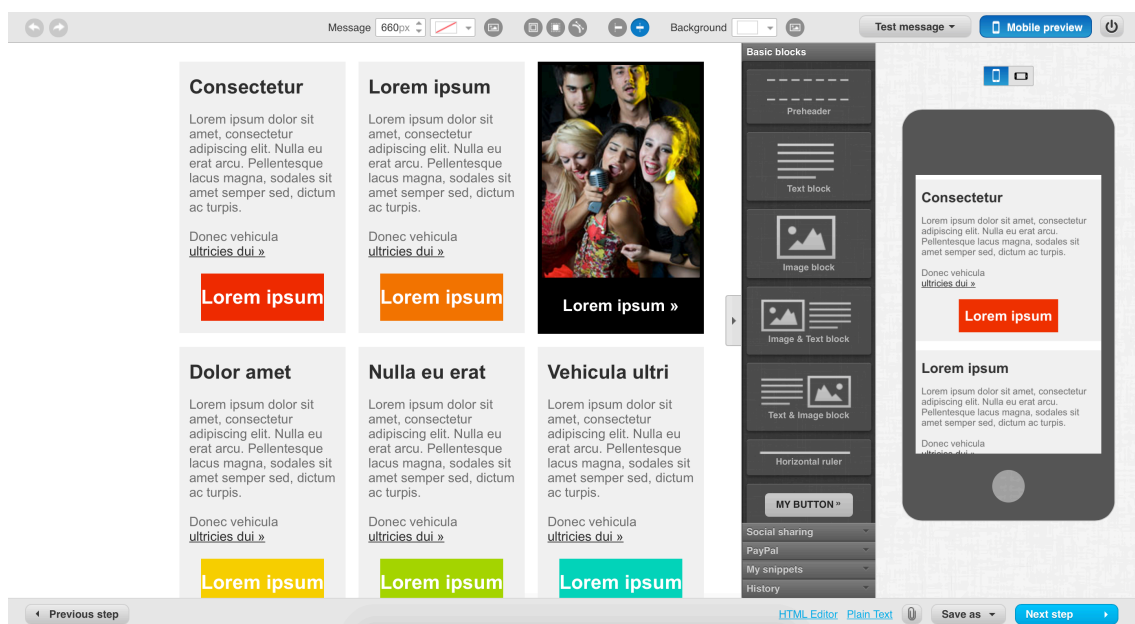 Message 660px Background Test message Mobile preview
Consectetur
Lorem ipsum dolor sit
amet, consectetur
adipiscing elit. Nulla eu
erat arcu. Pellentesque
lacus magna, sodales sit
amet semper sed, dictum
ac turpis.
Donec vehicula
ultricies dui »
Lorem ipsum
Lorem ipsum
Lorem ipsum dolor sit
amet, consectetur
adipiscing elit. Nulla eu
erat arcu. Pellentesque
lacus magna, sodales sit
amet semper sed, dictum
ac turpis.
Donec vehicula
ultricies dui »
Lorem ipsum
Lorem ipsum »
Dolor amet
Lorem ipsum dolor sit
amet, consectetur
adipiscing elit. Nulla eu
erat arcu. Pellentesque
lacus magna, sodales sit
amet semper sed, dictum
ac turpis.
Donec vehicula
ultricies dui »
Lorem ipsum
Nulla eu erat
Lorem ipsum dolor sit
amet, consectetur
adipiscing elit. Nulla eu
erat arcu. Pellentesque
lacus magna, sodales sit
amet semper sed, dictum
ac turpis.
Donec vehicula
ultricies dui »
Lorem ipsum
Vehicula ultri
Lorem ipsum dolor sit
amet, consectetur
adipiscing elit. Nulla eu
erat arcu. Pellentesque
lacus magna, sodales sit
amet semper sed, dictum
ac turpis.
Donec vehicula
ultricies dui »
Lorem ipsum
Basic blocks
Preheader
Text block
Image block
Image & Text block
Text & Image block
Horizontal ruler
MY BUTTON »
Social sharing
PayPal
My snippets
History
Consectetur
Lorem ipsum dolor sit amet, consectetur
adipiscing elit. Nulla eu erat arcu.
Pellentesque lacus magna, sodales sit
amet semper sed, dictum ac turpis.
Donec vehicula
ultricies dui »
Lorem ipsum
Lorem ipsum
Lorem ipsum dolor sit amet, consectetur
adipiscing elit. Nulla eu erat arcu.
Pellentesque lacus magna, sodales sit
amet semper sed, dictum ac turpis.
Donec vehicula
ultricies dui »
Previous step HTML Editor Plain Text Save as Next step